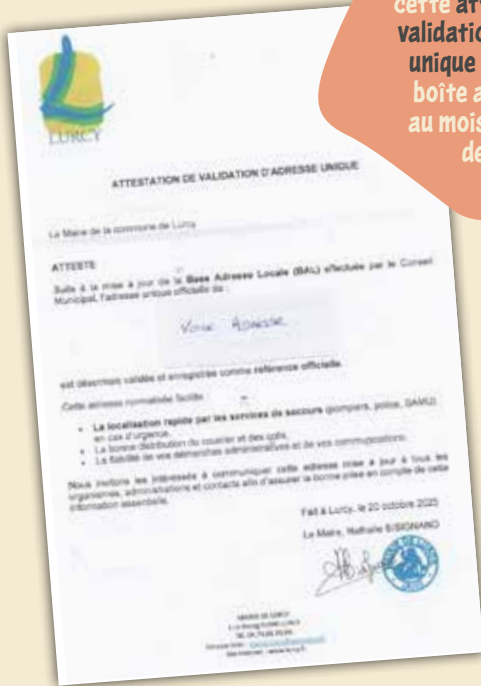 cette att
validatio
unique
boîte a
au mois
de
LURCY
ATTESTATION DE VALIDATION D'ADRESSE UNIQUE
Le Maire de la commune de Lurcy
ATTESTE
Suite à la mise à jour de la Base Adresse Locale (BAL) effectuée par le Conseil
Municipal, l'adresse unique officielle de :
Votre Adresse
est désormais validée et enregistrée comme référence officielle.
Cette adresse normalisée facilite :
• La localisation rapide par les services de secours (pompiers, police, SAMU)
en cas d'urgence.
• La bonne distribution du courrier et des colis.
• La fiabilité de vos démarches administratives et de vos communications.
Nous invitons les intéressés à communiquer cette adresse mise à jour à tous les
organismes, administrations et contacts afin d'assurer la bonne prise en compte de cette
information essentielle.
Fait à Lurcy, le 20 octobre 2025
Le Maire, Nathalie BISIGNANO
MAIRIE DE LURCY